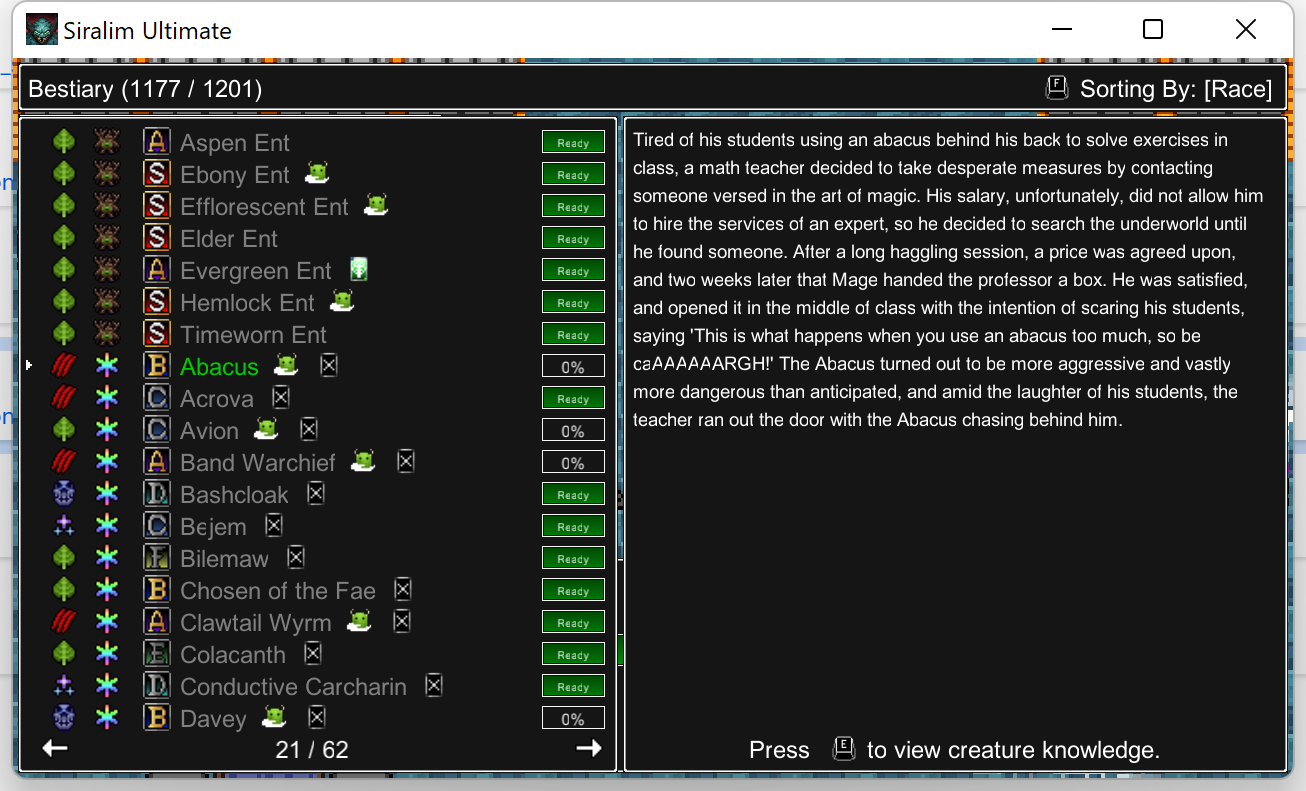 Siralim Ultimate
Bestiary (1177 / 1201)
F Sorting By: [Race]
A Aspen Ent Ready
S Ebony Ent Ready
S Efflorescent Ent Ready
S Elder Ent Ready
A Evergreen Ent Ready
S Hemlock Ent Ready
S Timeworn Ent Ready
B Abacus 0%
C Acrova Ready
C Avion 0%
A Band Warchief 0%
D Bashcloak Ready
C Bejem Ready
F Bilemaw Ready
B Chosen of the Fae Ready
A Clawtail Wyrm Ready
E Colacanth Ready
D Conductive Carcharin Ready
B Davey 0%
21 / 62
Tired of his students using an abacus behind his back to solve exercises in
class, a math teacher decided to take desperate measures by contacting
someone versed in the art of magic. His salary, unfortunately, did not allow him
to hire the services of an expert, so he decided to search the underworld until
he found someone. After a long haggling session, a price was agreed upon,
and two weeks later that Mage handed the professor a box. He was satisfied,
and opened it in the middle of class with the intention of scaring his students,
saying 'This is what happens when you use an abacus too much, so be
caAAAAAARGH!' The Abacus turned out to be more aggressive and vastly
more dangerous than anticipated, and amid the laughter of his students, the
teacher ran out the door with the Abacus chasing behind him.
Press E to view creature knowledge.